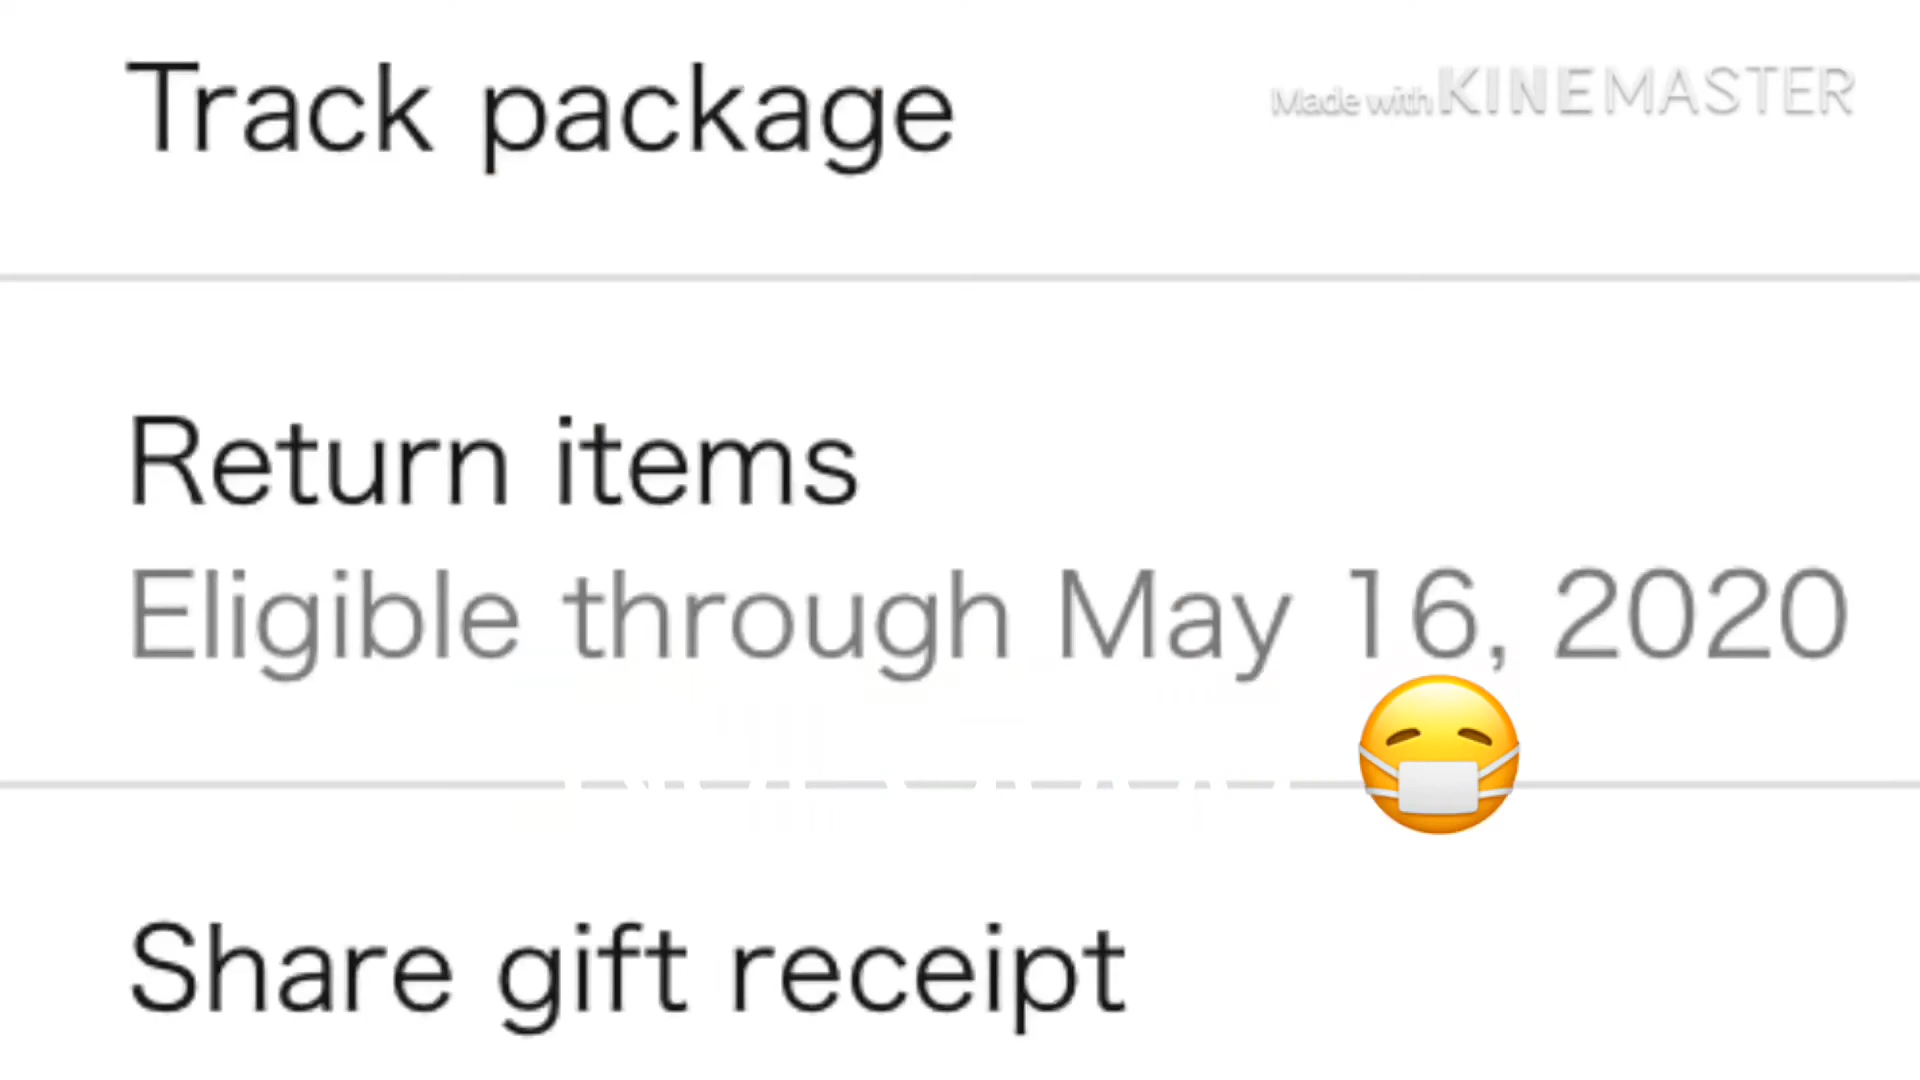 Track package
Made with KINEMASTER
Return items
Eligible through May 16, 2020
Share gift receipt